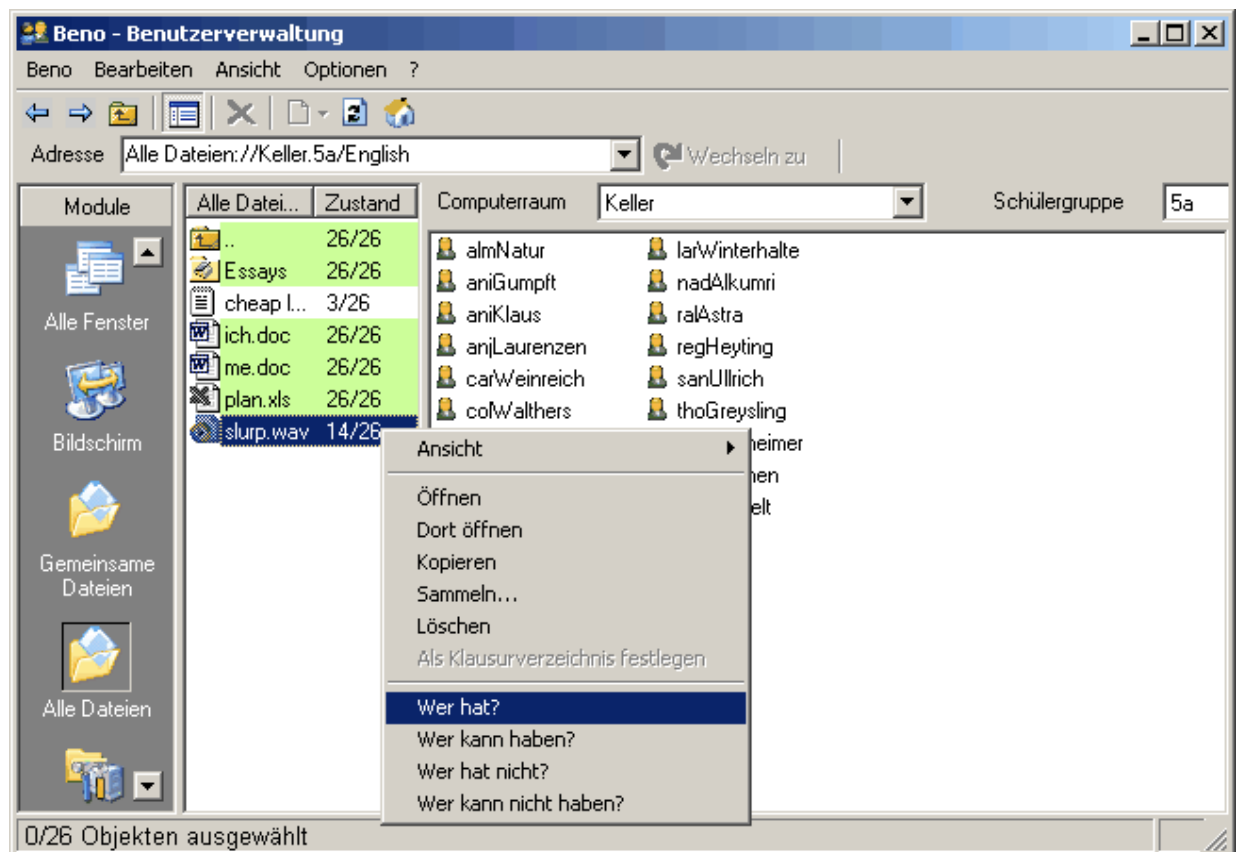 Beno - Benutzerverwaltung
Beno Bearbeiten Ansicht Optionen ?
Adresse Alle Dateien://Keller.5a/English Wechseln zu
Module
Alle Fenster
Bildschirm
Gemeinsame
Dateien
Alle Dateien
Alle Datei... Zustand
.. 26/26
Essays 26/26
cheap l... 3/26
ich.doc 26/26
me.doc 26/26
plan.xls 26/26
slurp.wav 14/26
Computerraum Keller Schülergruppe 5a
almNatur
aniGumpft
aniKlaus
anjLaurenzen
carWeinreich
colWalthers
larWinterhalte
nadAlkumri
ralAstra
regHeyting
sanUllrich
thoGreysling
heimer
elt
Ansicht
Öffnen
Dort öffnen
Kopieren
Sammeln...
Löschen
Als Klausurverzeichnis festlegen
Wer hat?
Wer kann haben?
Wer hat nicht?
Wer kann nicht haben?
0/26 Objekten ausgewählt